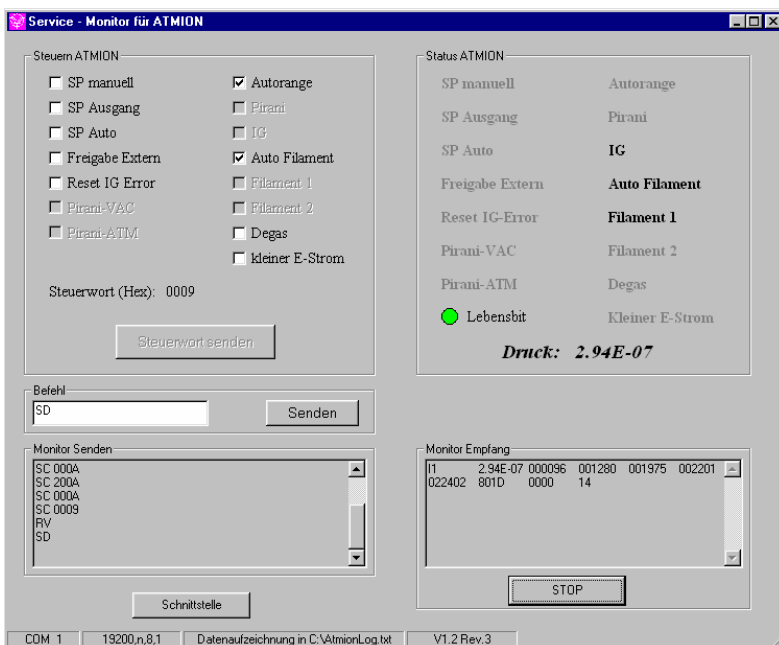 Service - Monitor für ATMION
Steuern ATMION
SP manuell
SP Ausgang
SP Auto
Freigabe Extern
Reset IG Error
Pirani-VAC
Pirani-ATM
Autorange
Pirani
IG
Auto Filament
Filament 1
Filament 2
Degas
kleiner E-Strom
Steuerwort (Hex): 0009
Steuerwort senden
Status ATMION
SP manuell
SP Ausgang
SP Auto
Freigabe Extern
Reset IG-Error
Pirani-VAC
Pirani-ATM
Lebensbit
Autorange
Pirani
IG
Auto Filament
Filament 1
Filament 2
Degas
Kleiner E-Strom
Druck: 2.94E-07
Befehl
SD
Senden
Monitor Senden
SC 000A
SC 200A
SC 000A
SC 0009
RV
SD
Monitor Empfang
I1 2.94E-07 000096 001280 001975 002201
022402 801D 0000 14
STOP
Schnittstelle
COM 1 19200,n,8,1 Datenaufzeichnung in C:\AtmionLog.txt V1.2 Rev.3